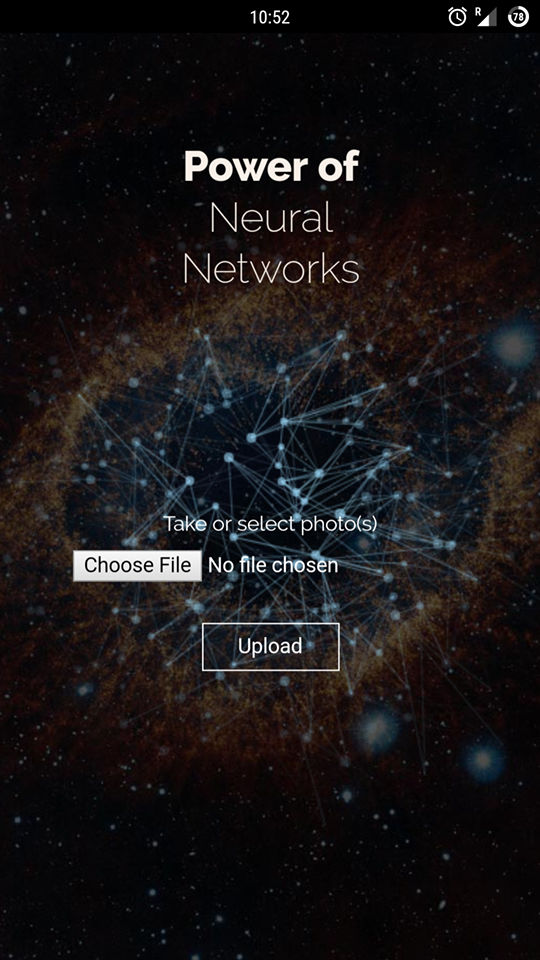 10:52
R
78
Power of
Neural
Networks
Take or select photo(s)
Choose File No file chosen
Upload